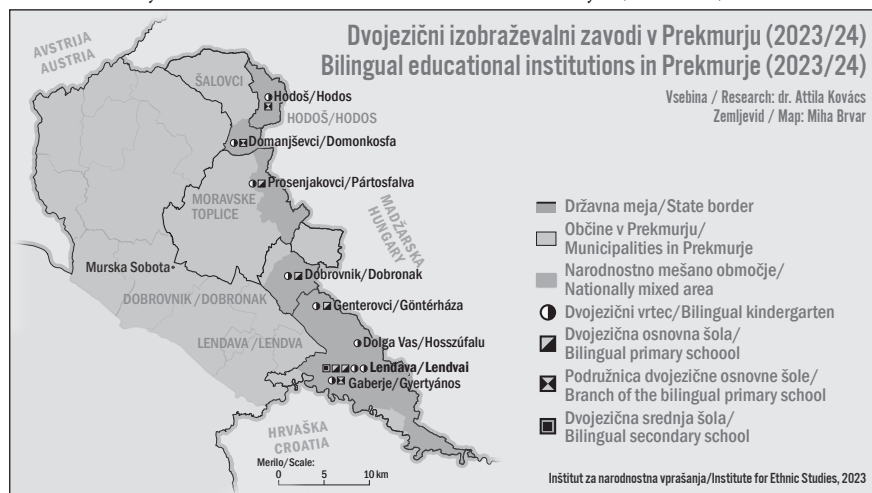 Dvojezični izobraževalni zavodi v Prekmurju (2023/24)
Bilingual educational institutions in Prekmurje (2023/24)
Vsebina / Research: dr. Attila Kovács
Zemljevid / Map: Miha Brvar
AVSTRIJA
AUSTRIA
ŠALOVCI
Hodoš/Hodos
HODOŠ/HODOS
Domanjševci/Domonkosfa
Prosenjakovci/Pártosfalva
MORAVSKE
TOPLICE
MADŽARSKA
HUNGARY
Murska Sobota
Dobrovnik/Dobronak
DOBROVNIK/DOBRONAK
Genterovci/Göntérháza
LENDAVA/LENDVA
Dolga Vas/Hosszúfalu
Lendava/Lendvai
Gaberje/Gyertyános
HRVAŠKA
CROATIA
Merilo/Scale:
0 5 10 km
Državna meja/State border
Občine v Prekmurju/
Municipalities in Prekmurje
Narodnostno mešano območje/
Nationally mixed area
Dvojezični vrtec/Bilingual kindergarten
Dvojezična osnovna šola/
Bilingual primary schoool
Podružnica dvojezične osnovne šole/
Branch of the bilingual primary school
Dvojezična srednja šola/
Bilingual secondary school
Inštitut za narodnostna vprašanja/Institute for Ethnic Studies, 2023